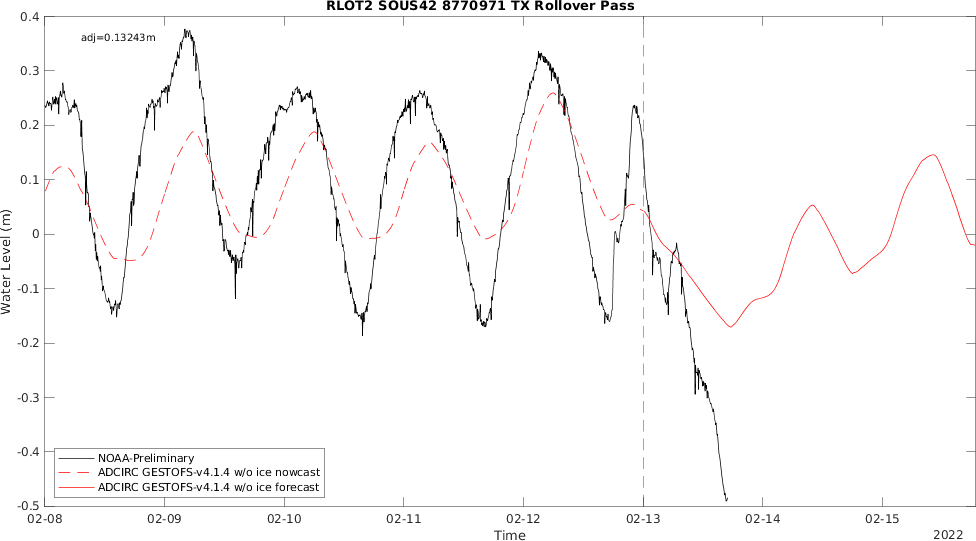 RLOT2 SOUS42 8770971 TX Rollover Pass
adj=0.13243m
0.4
0.3
0.2
0.1
0
-0.1
-0.2
-0.3
-0.4
-0.5
Water Level (m)
NOAA-Preliminary
ADCIRC GESTOFS-v4.1.4 w/o ice nowcast
ADCIRC GESTOFS-v4.1.4 w/o ice forecast
02-08 02-09 02-10 02-11 02-12 02-13 02-14 02-15
Time
2022